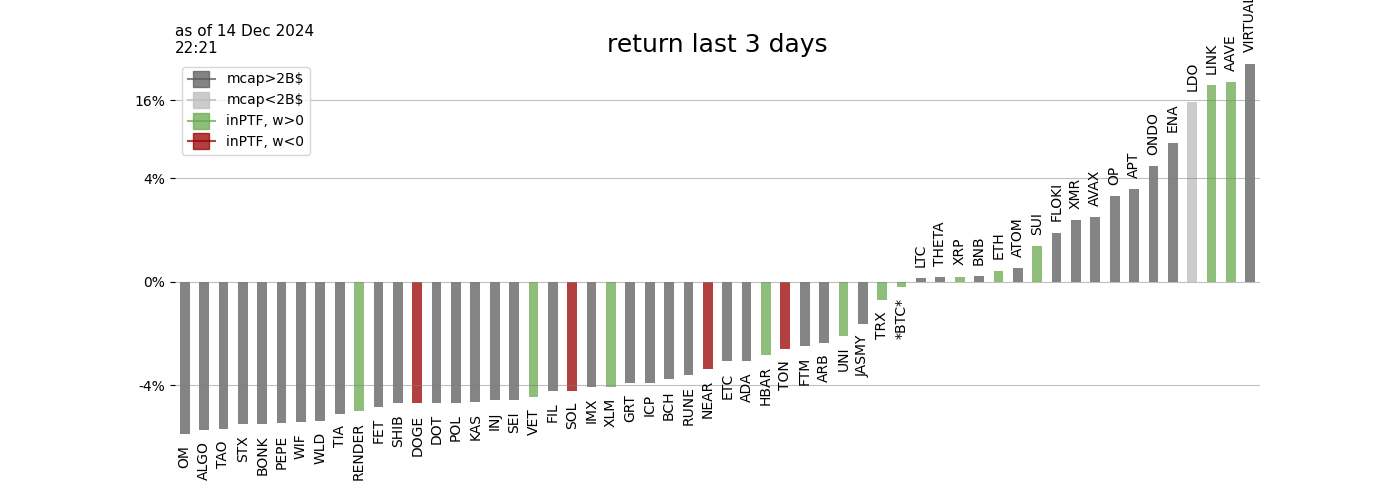 as of 14 Dec 2024
22:21
return last 3 days
mcap>2B$
mcap<2B$
inPTF, w>0
inPTF, w<0
16%
4%
0%
-4%
OM
ALGO
TAO
STX
BONK
PEPE
WIF
WLD
TIA
RENDER
FET
SHIB
DOGE
DOT
POL
KAS
INJ
SEI
VET
FIL
SOL
IMX
XLM
GRT
ICP
BCH
RUNE
NEAR
ETC
ADA
HBAR
TON
FTM
ARB
UNI
JASMY
TRX
*BTC*
LTC
THETA
XRP
BNB
ETH
ATOM
SUI
FLOKI
XMR
AVAX
OP
APT
ONDO
ENA
LDO
LINK
AAVE
VIRTUAL